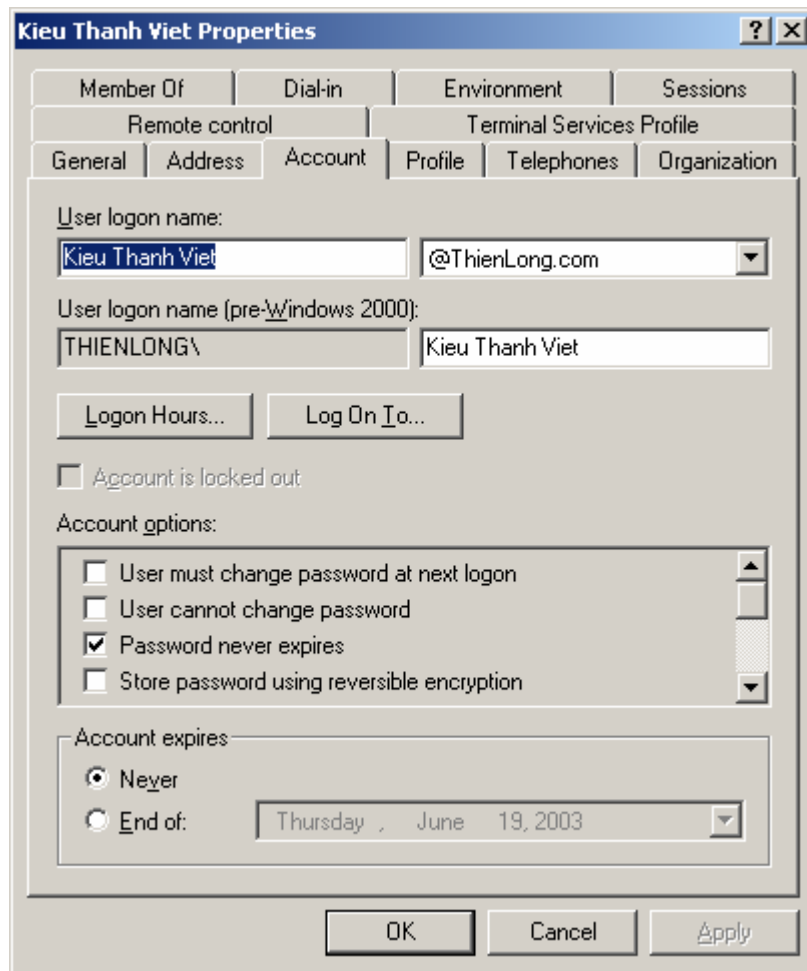 Kieu Thanh Viet Properties
Member Of Dial-in Environment Sessions
Remote control Terminal Services Profile
General Address Account Profile Telephones Organization
User logon name:
Kieu Thanh Viet @ThienLong.com
User logon name (pre-Windows 2000):
THIENLONG\ Kieu Thanh Viet
Logon Hours... Log On To...
Account is locked out
Account options:
User must change password at next logon
User cannot change password
Password never expires
Store password using reversible encryption
Account expires
Never
End of: Thursday , June 19, 2003
OK Cancel Apply